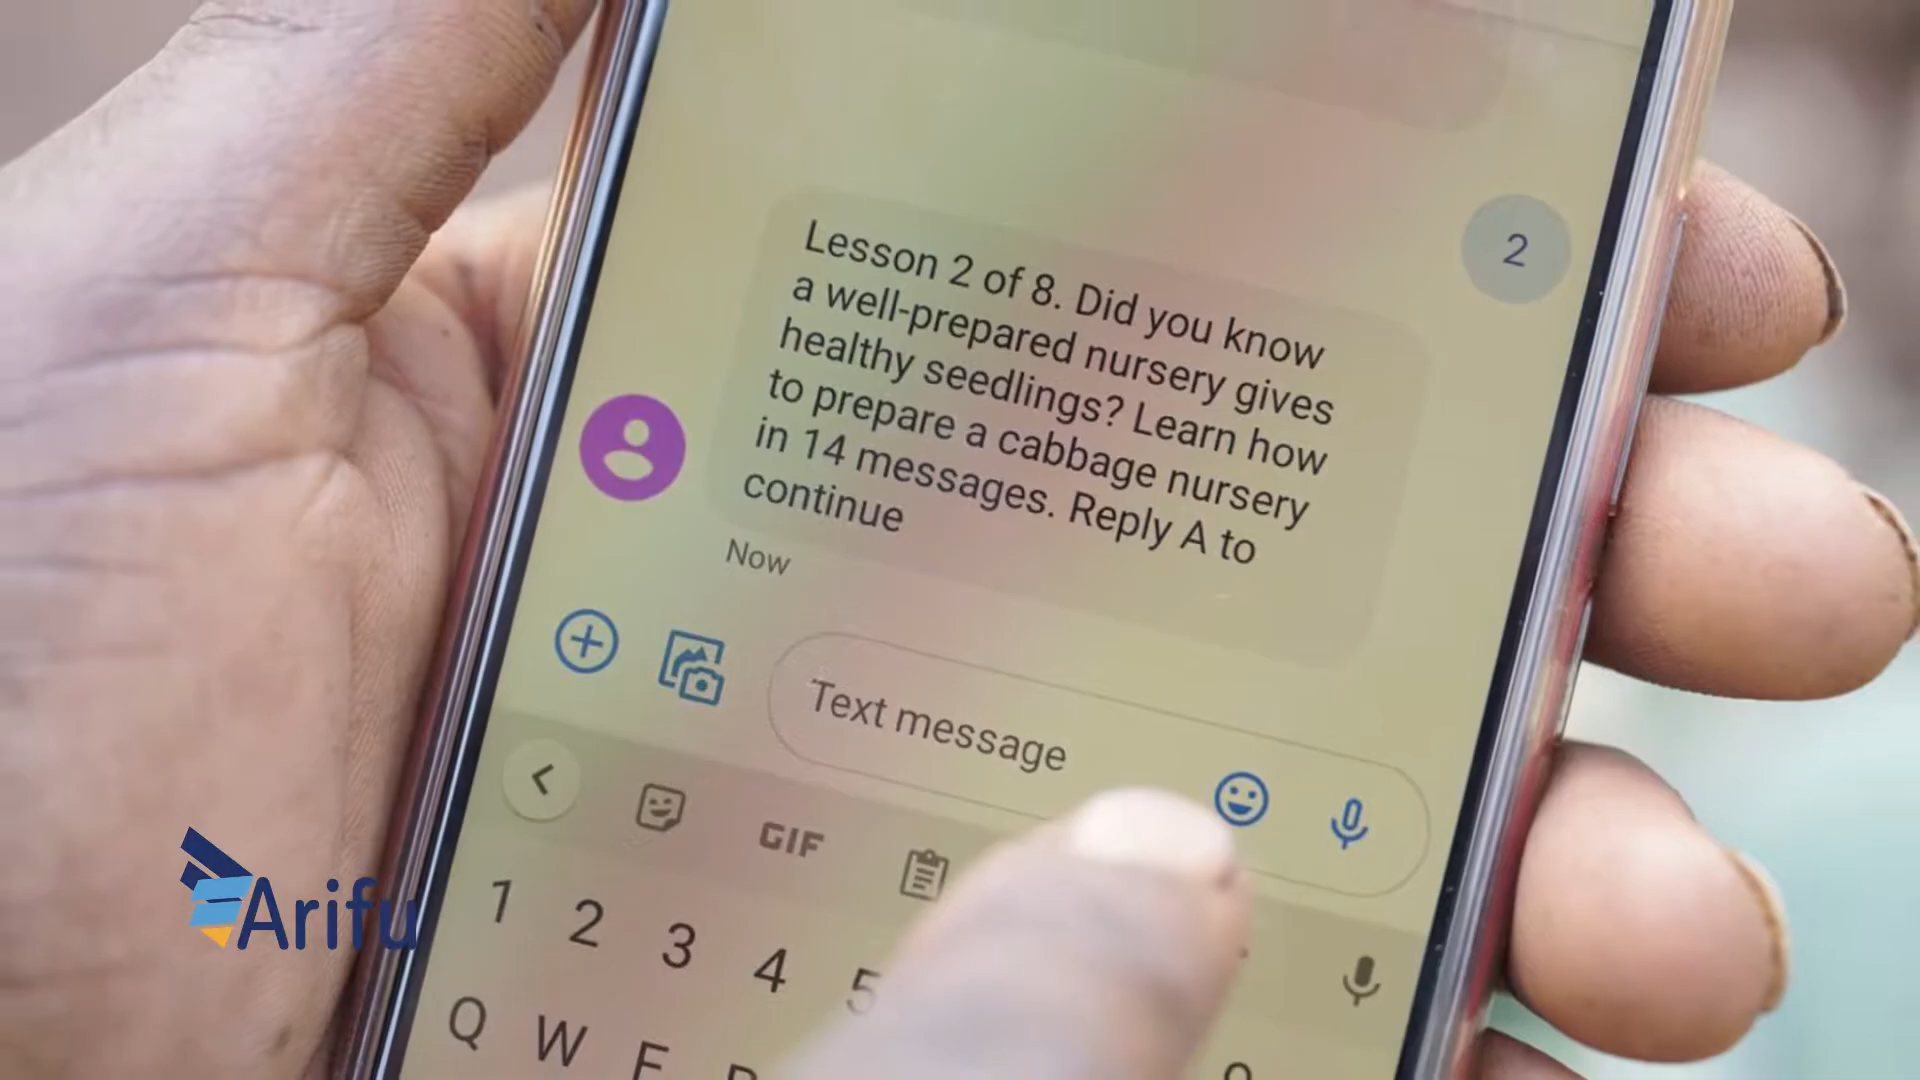 2
Lesson 2 of 8. Did you know
a well-prepared nursery gives
healthy seedlings? Learn how
to prepare a cabbage nursery
in 14 messages. Reply A to
continue
Now
Text message
GIF
1 2 3 4 5
Q W E
Arifu